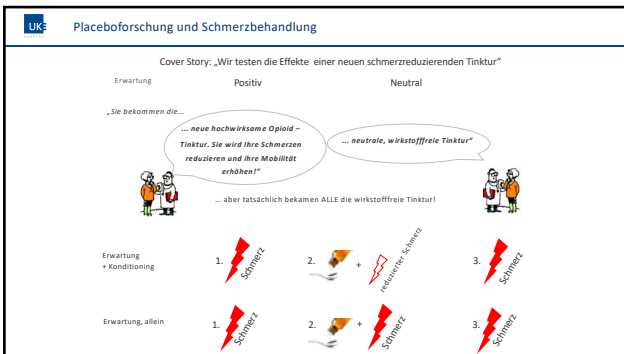 UKE
HAMBURG
Placeboforschung und Schmerzbehandlung
Cover Story: „Wir testen die Effekte einer neuen schmerzreduzierenden Tinktur“
Erwartung
Positiv
Neutral
„Sie bekommen die...
... neue hochwirksame Opioid –
Tinktur. Sie wird Ihre Schmerzen
reduzieren und ihre Mobilität
erhöhen!“
... neutrale, wirkstofffreie Tinktur“
... aber tatsächlich bekamen ALLE die wirkstofffreie Tinktur!
Erwartung
+ Konditioning
1.
Schmerz
2.
+
reduzierter Schmerz
3.
Schmerz
Erwartung, allein
1.
Schmerz
2.
+
Schmerz
3.
Schmerz